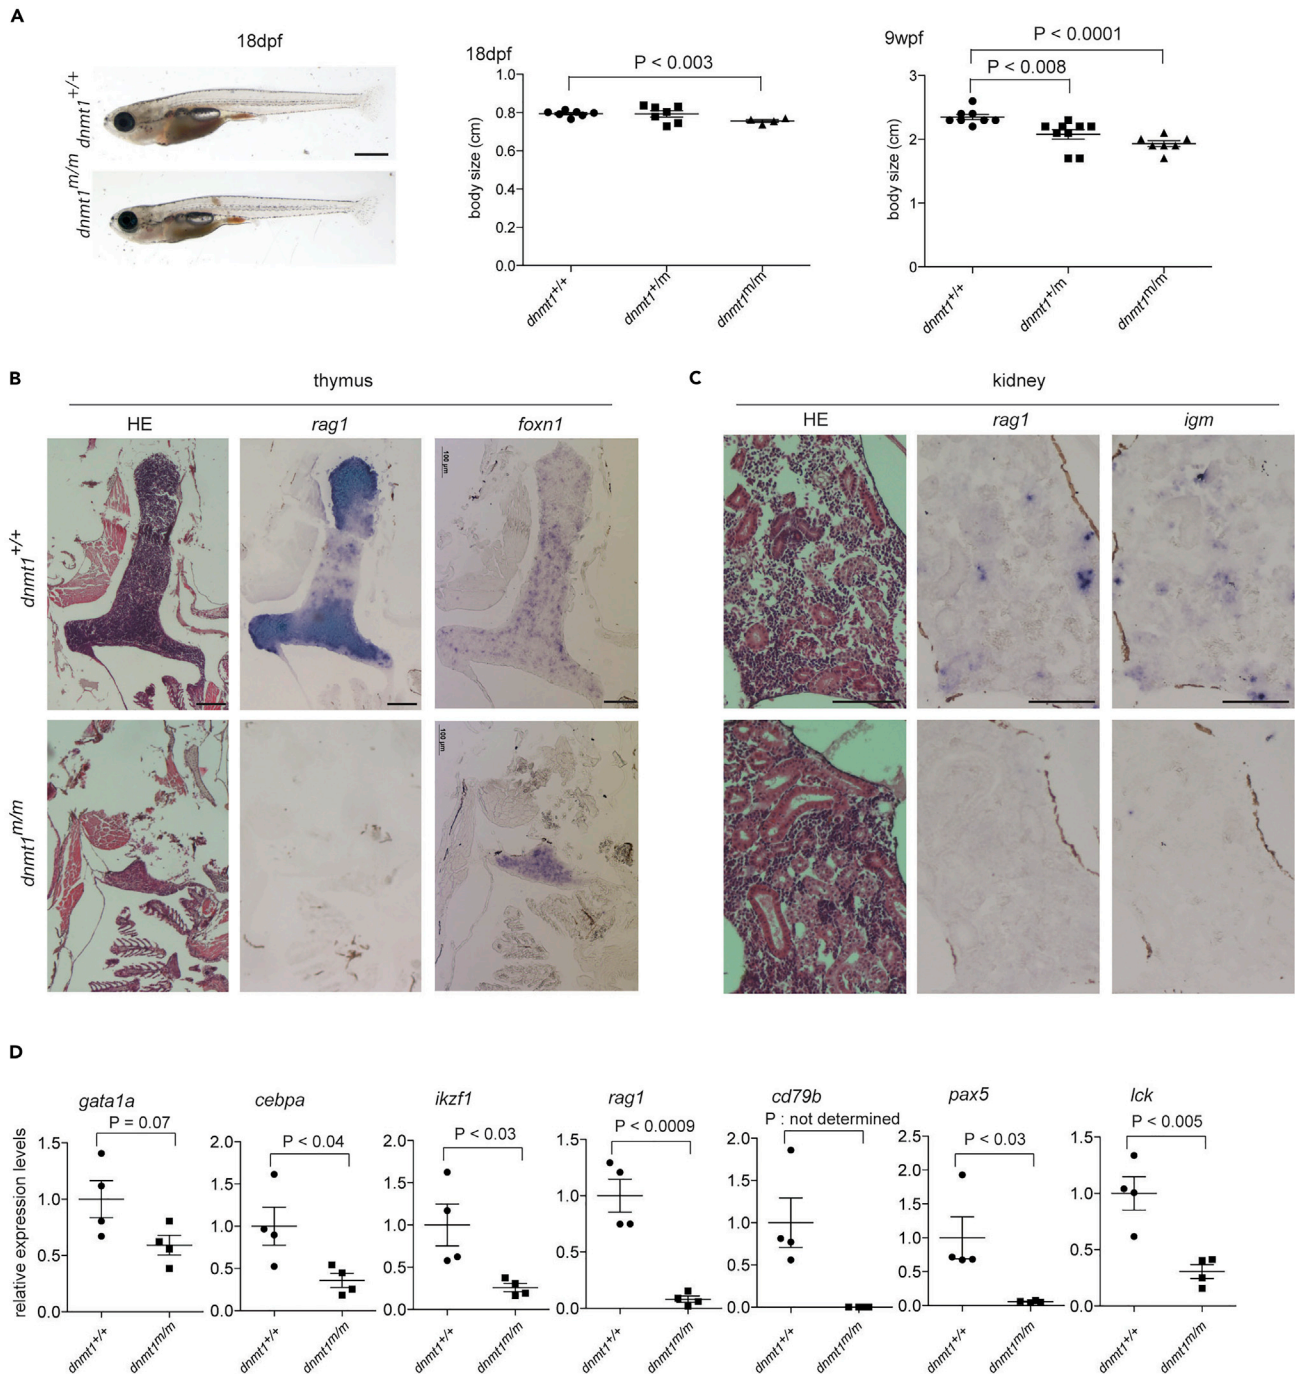 A
18dpf
dnmt1+/+
dnmt1m/m
18dpf
P < 0.003
body size (cm)
1.0
0.8
0.6
0.4
0.2
0.0
dnmt1+/+
dnmt1+/m
dnmt1m/m
9wpf
P < 0.0001
P < 0.008
body size (cm)
3
2
1
0
dnmt1+/+
dnmt1+/m
dnmt1m/m
B
thymus
HE
rag1
foxn1
dnmt1+/+
100 µm
dnmt1m/m
100 µm
C
kidney
HE
rag1
igm
D
relative expression levels
gata1a
P = 0.07
1.5
1.0
0.5
0.0
dnmt1+/+
dnmt1m/m
cebpa
P < 0.04
2.0
1.5
1.0
0.5
0.0
dnmt1+/+
dnmt1m/m
ikzf1
P < 0.03
2.0
1.5
1.0
0.5
0.0
dnmt1+/+
dnmt1m/m
rag1
P < 0.0009
1.5
1.0
0.5
0.0
dnmt1+/+
dnmt1m/m
cd79b
P : not determined
2.0
1.5
1.0
0.5
0.0
dnmt1+/+
dnmt1m/m
pax5
P < 0.03
2.5
2.0
1.5
1.0
0.5
0.0
dnmt1+/+
dnmt1m/m
lck
P < 0.005
1.5
1.0
0.5
0.0
dnmt1+/+
dnmt1m/m